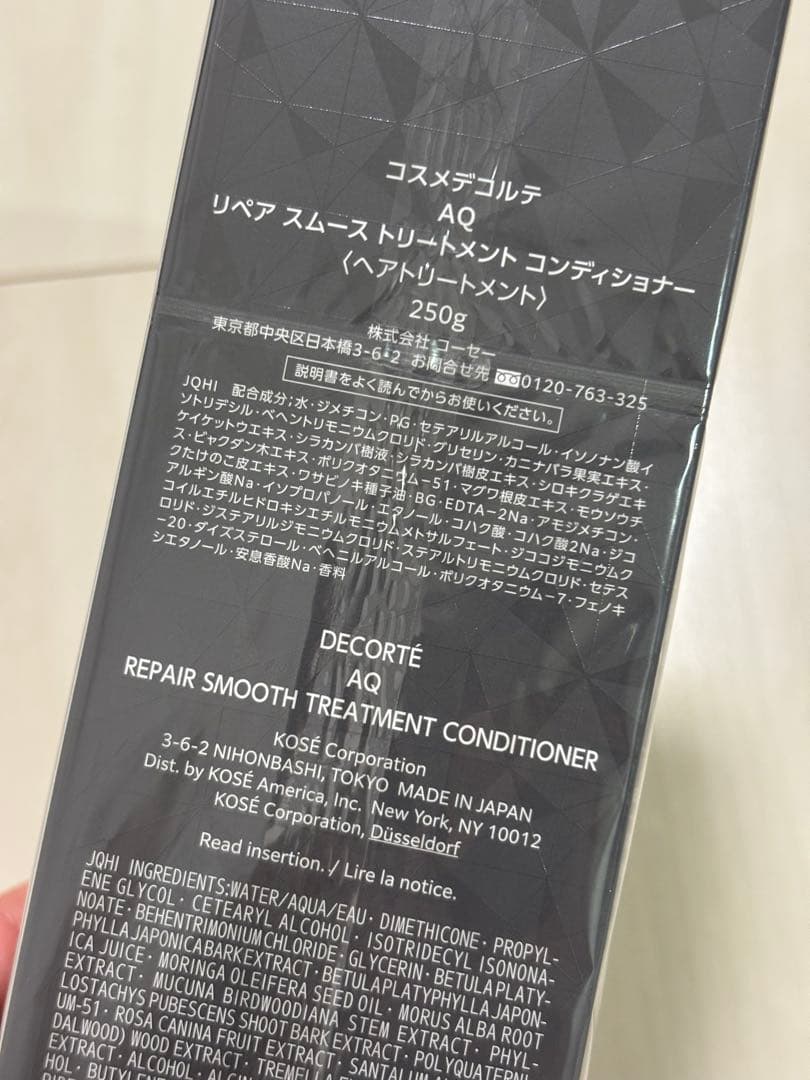 コスメデコルテ
AQ
リペア スムース トリートメント コンディショナー
〈ヘアトリートメント〉
250g
株式会社 コーセー
東京都中央区日本橋3-6-2 お問合せ先 0120-763-325
説明書をよく読んでからお使いください。
JQHI 配合成分;水・ジメチコン・PG・セテアリルアルコール・イソノナン酸イ
ソトリデシル・ベヘントリモニウムクロリド・グリセリン・カニナバラ果実エキス・
ケイケットウエキス・シラカンバ樹液・シラカンバ樹皮エキス・シロキクラゲエキ
ス・ビャクダン木エキス・ポリクオタニウム-51・マグワ根皮エキス・モウソウチ
クたけのこ皮エキス・ワサビノキ種子油・BG・EDTA-2Na・アモジメチコン・
アルギン酸Na・イソプロパノール・エタノール・コハク酸・コハク酸2Na・ジコ
コイルエチルヒドロキシエチルモニウムメトサルフェート・ジココジモニウムク
ロリド・ジステアリルジモニウムクロリド・ステアルトリモニウムクロリド・セテス
-20・ダイズステロール・ベヘニルアルコール・ポリクオタニウム-7・フェノキ
シエタノール・安息香酸Na・香料
DECORTÉ
AQ
REPAIR SMOOTH TREATMENT CONDITIONER
KOSÉ Corporation
3-6-2 NIHONBASHI, TOKYO MADE IN JAPAN
Dist. by KOSÉ America, Inc. New York, NY 10012
KOSÉ Corporation, Düsseldorf
Read insertion. / Lire la notice.
JQHI INGREDIENTS:WATER/AQUA/EAU・DIMETHICONE・PROPYL-
ENE GLYCOL・CETEARYL ALCOHOL・ISOTRIDECYL ISONONA-
NOATE・BEHENTRIMONIUM CHLORIDE・GLYCERIN・BETULA PLATY-
PHYLLA JAPONICA BARK EXTRACT・BETULA PLATYPHYLLA JAPON-
ICA JUICE・MORINGA OLEIFERA SEED OIL・MORUS ALBA ROOT
EXTRACT・MUCUNA BIRDWOODIANA STEM EXTRACT・PHYL-
LOSTACHYS PUBESCENS SHOOT BARK EXTRACT・POLYQUATERNI-
UM-51・ROSA CANINA FRUIT EXTRACT・SANTALUM
DALWOOD) WOOD EXTRACT・TREMELLA
EXTRACT・ALCOHOL
HOL・